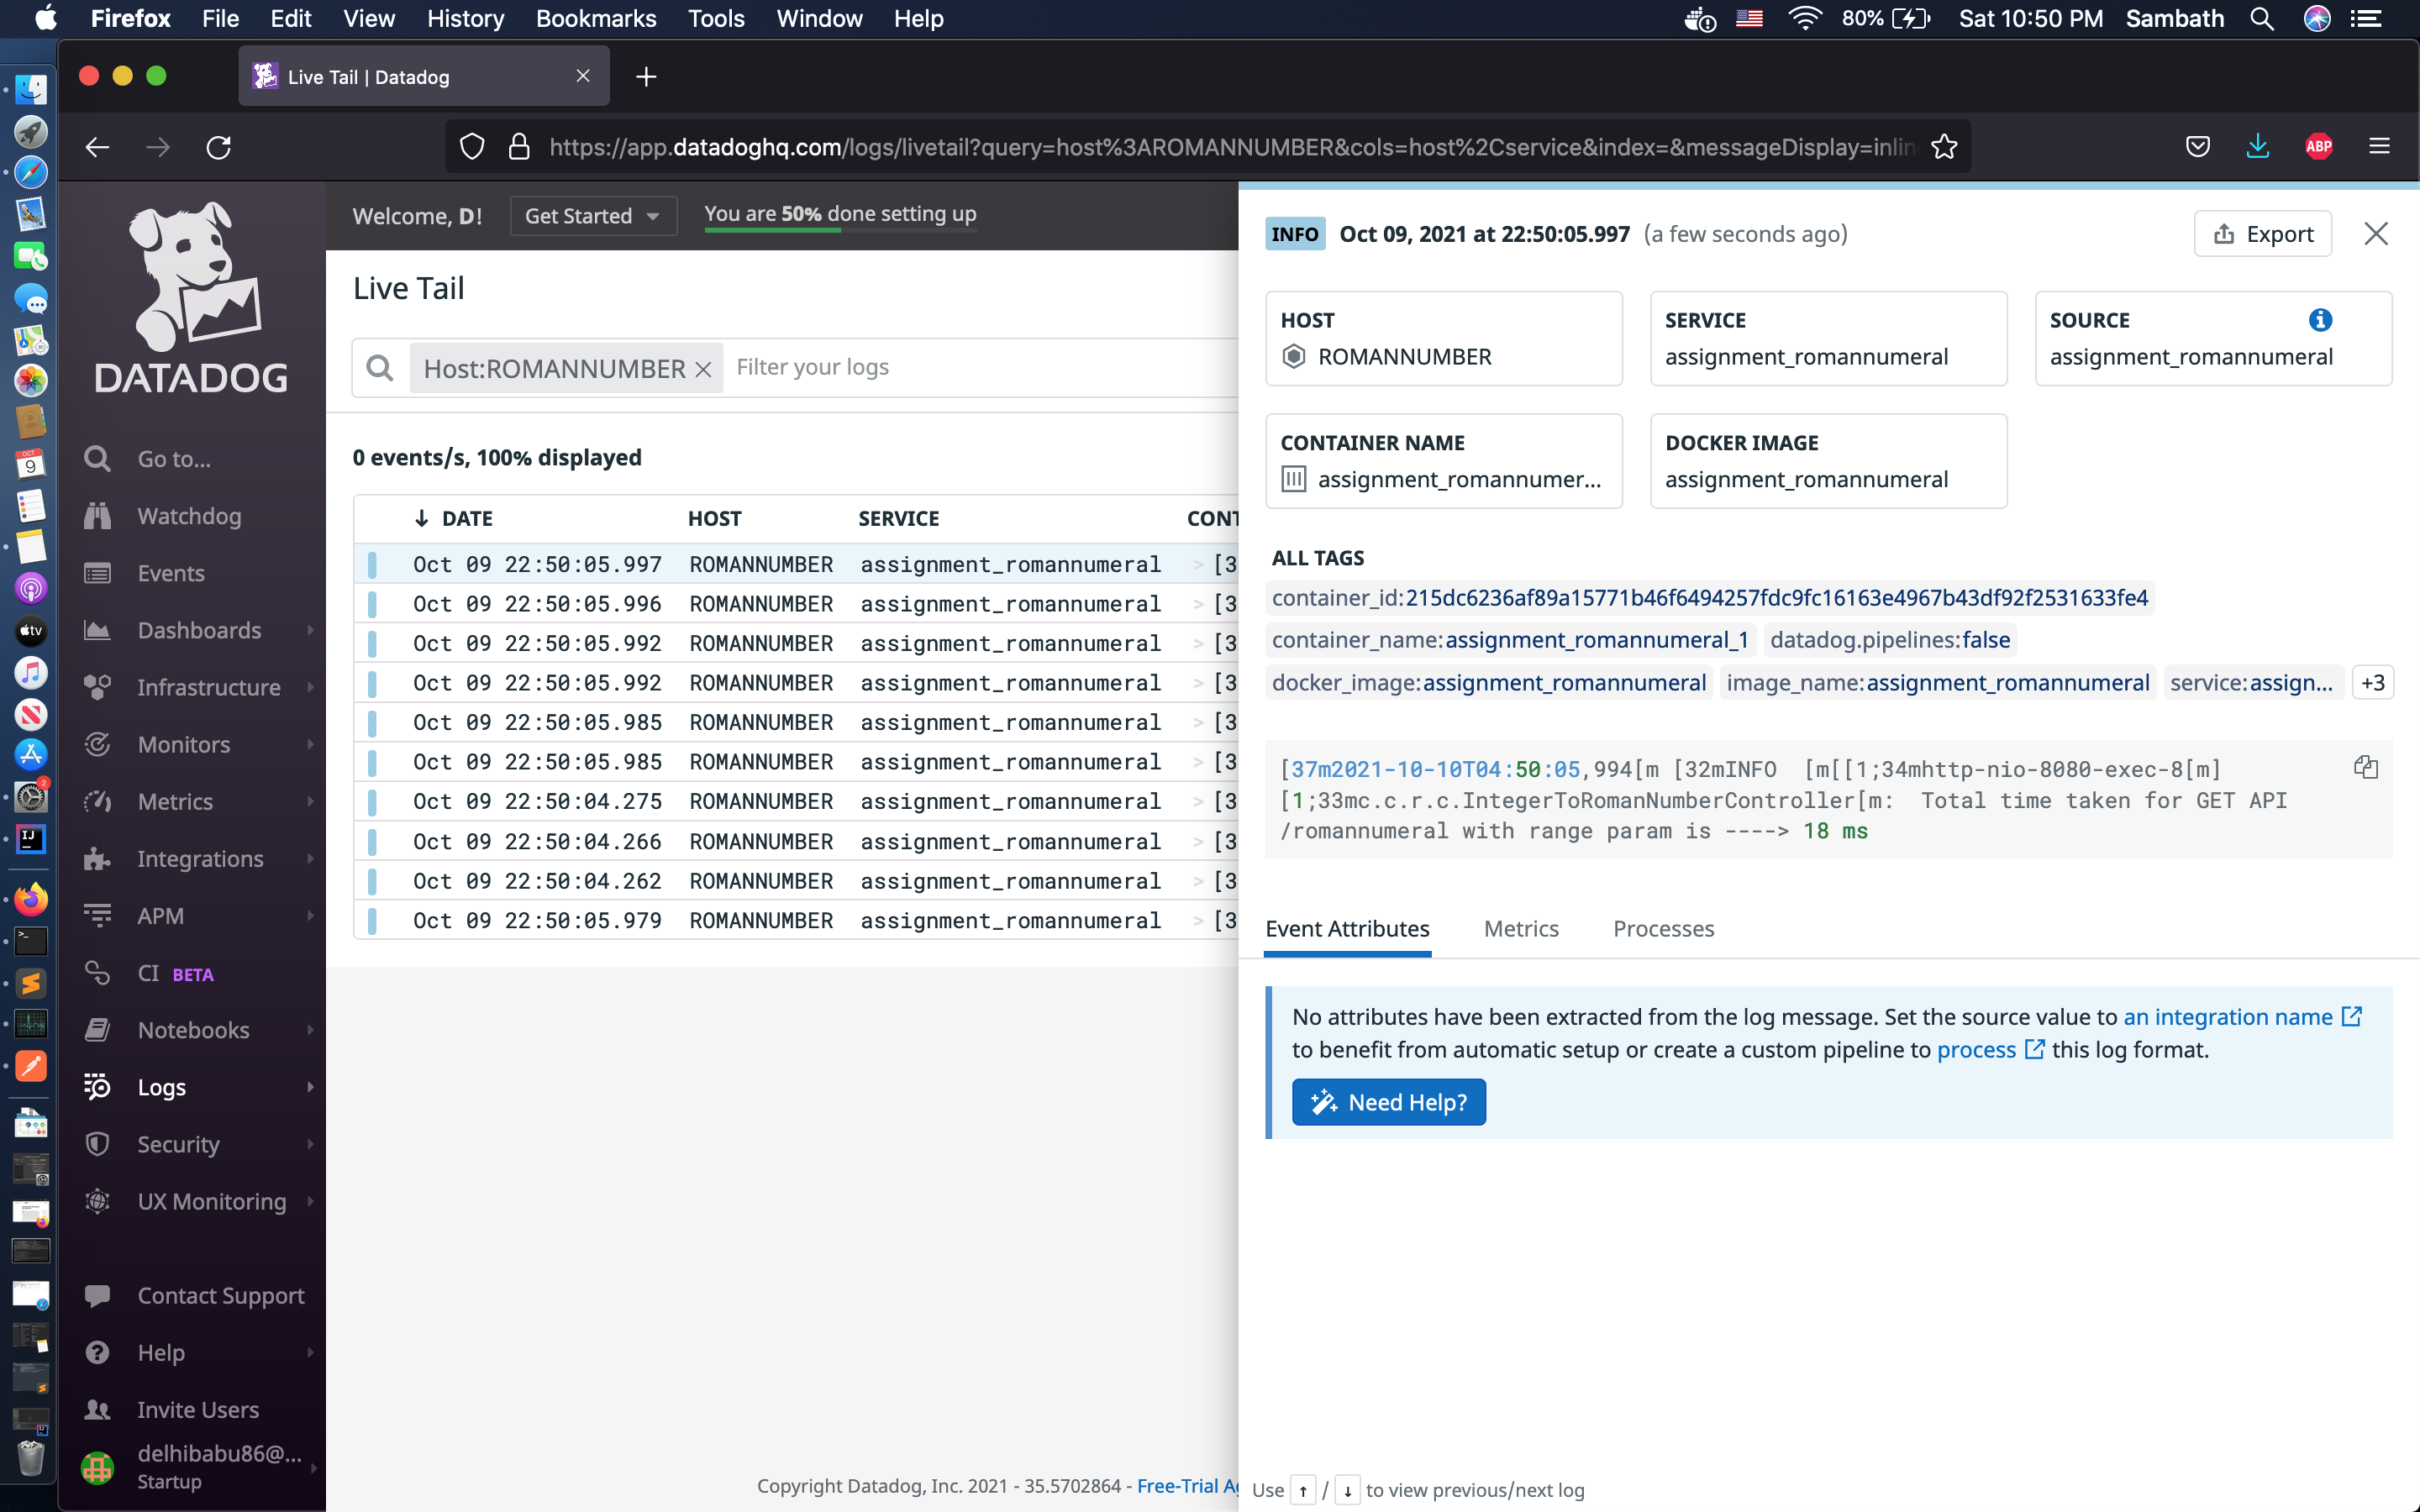 Firefox File Edit View History Bookmarks Tools Window Help 80% Sat 10:50 PM Sambath
Live Tail | Datadog
https://app.datadoghq.com/logs/livetail?query=host%3AROMANNUMBER&cols=host%2Cservice&index=&messageDisplay=inlin
ABP
DATADOG
Go to...
Watchdog
Events
Dashboards
Infrastructure
Monitors
Metrics
Integrations
APM
CI BETA
Notebooks
Logs
Security
UX Monitoring
Contact Support
Help
Invite Users
delhibabu86@...
Startup
Welcome, D! Get Started You are 50% done setting up
Live Tail
Host:ROMANNUMBER Filter your logs
0 events/s, 100% displayed
↓ DATE HOST SERVICE CONT
Oct 09 22:50:05.997 ROMANNUMBER assignment_romannumeral > [3
Oct 09 22:50:05.996 ROMANNUMBER assignment_romannumeral > [3
Oct 09 22:50:05.992 ROMANNUMBER assignment_romannumeral > [3
Oct 09 22:50:05.992 ROMANNUMBER assignment_romannumeral > [3
Oct 09 22:50:05.985 ROMANNUMBER assignment_romannumeral > [3
Oct 09 22:50:05.985 ROMANNUMBER assignment_romannumeral > [3
Oct 09 22:50:04.275 ROMANNUMBER assignment_romannumeral > [3
Oct 09 22:50:04.266 ROMANNUMBER assignment_romannumeral > [3
Oct 09 22:50:04.262 ROMANNUMBER assignment_romannumeral > [3
Oct 09 22:50:05.979 ROMANNUMBER assignment_romannumeral > [3
Copyright Datadog, Inc. 2021 - 35.5702864 - Free-Trial Ag
INFO Oct 09, 2021 at 22:50:05.997 (a few seconds ago) Export
HOST
ROMANNUMBER
SERVICE
assignment_romannumeral
SOURCE
assignment_romannumeral
CONTAINER NAME
assignment_romannumer...
DOCKER IMAGE
assignment_romannumeral
ALL TAGS
container_id:215dc6236af89a15771b46f6494257fdc9fc16163e4967b43df92f2531633fe4
container_name:assignment_romannumeral_1 datadog.pipelines:false
docker_image:assignment_romannumeral image_name:assignment_romannumeral service:assign... +3
[37m2021-10-10T04:50:05,994[m [32mINFO [m[[1;34mhttp-nio-8080-exec-8[m]
[1;33mc.c.r.c.IntegerToRomanNumberController[m: Total time taken for GET API
/romannumeral with range param is ----> 18 ms
Event Attributes Metrics Processes
No attributes have been extracted from the log message. Set the source value to an integration name
to benefit from automatic setup or create a custom pipeline to process this log format.
Need Help?
Use ↑ / ↓ to view previous/next log